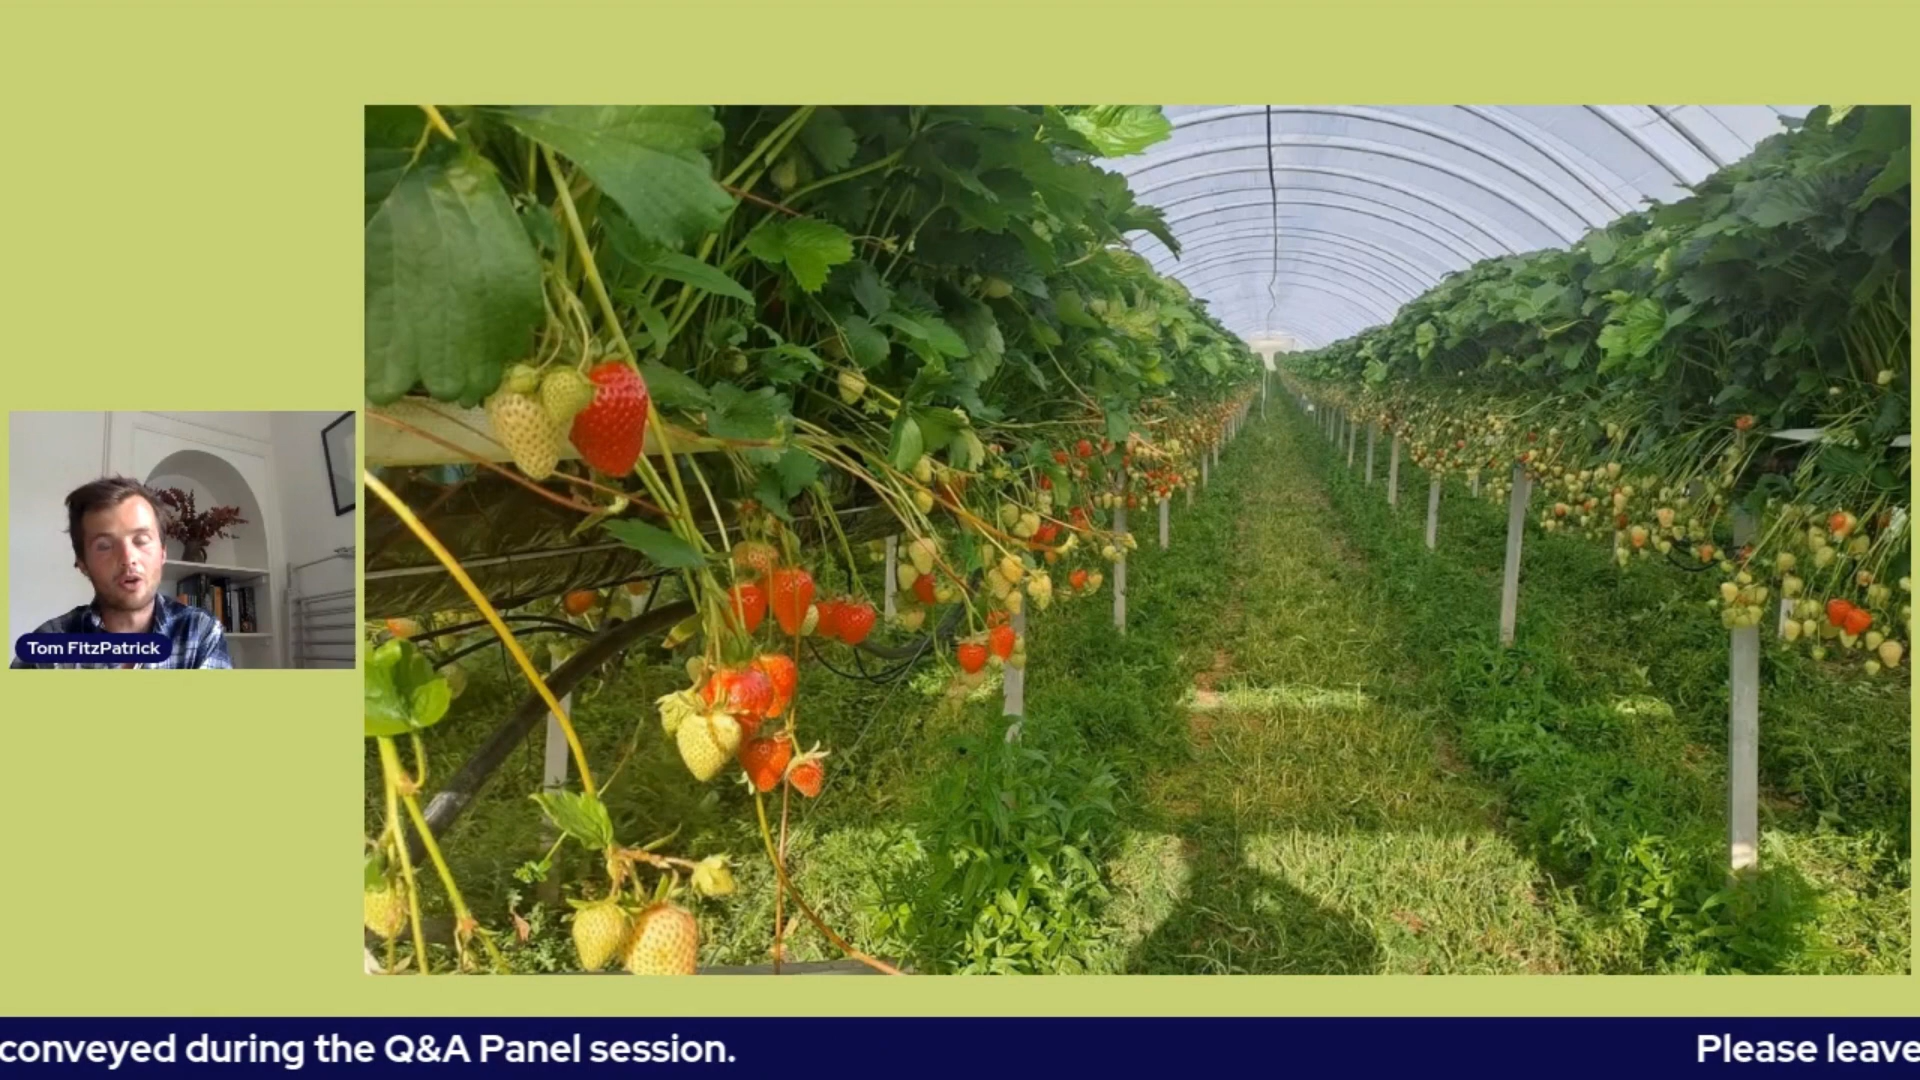 Tom FitzPatrick
conveyed during the Q&A Panel session.
Please leave